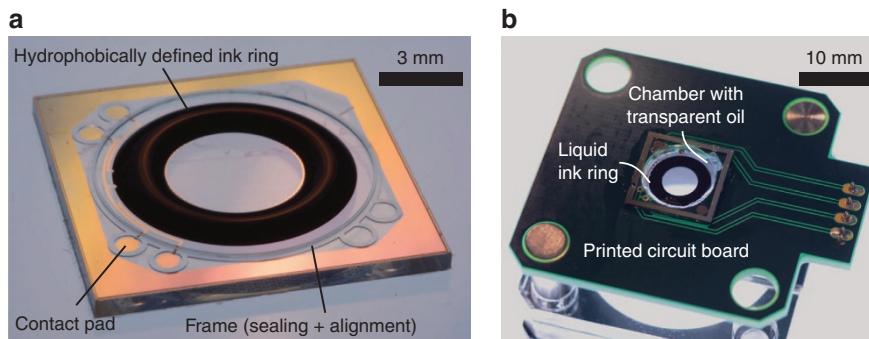 a
Hydrophobically defined ink ring
3 mm
Contact pad
Frame (sealing + alignment)
b
10 mm
Chamber with
transparent oil
Liquid
ink ring
Printed circuit board